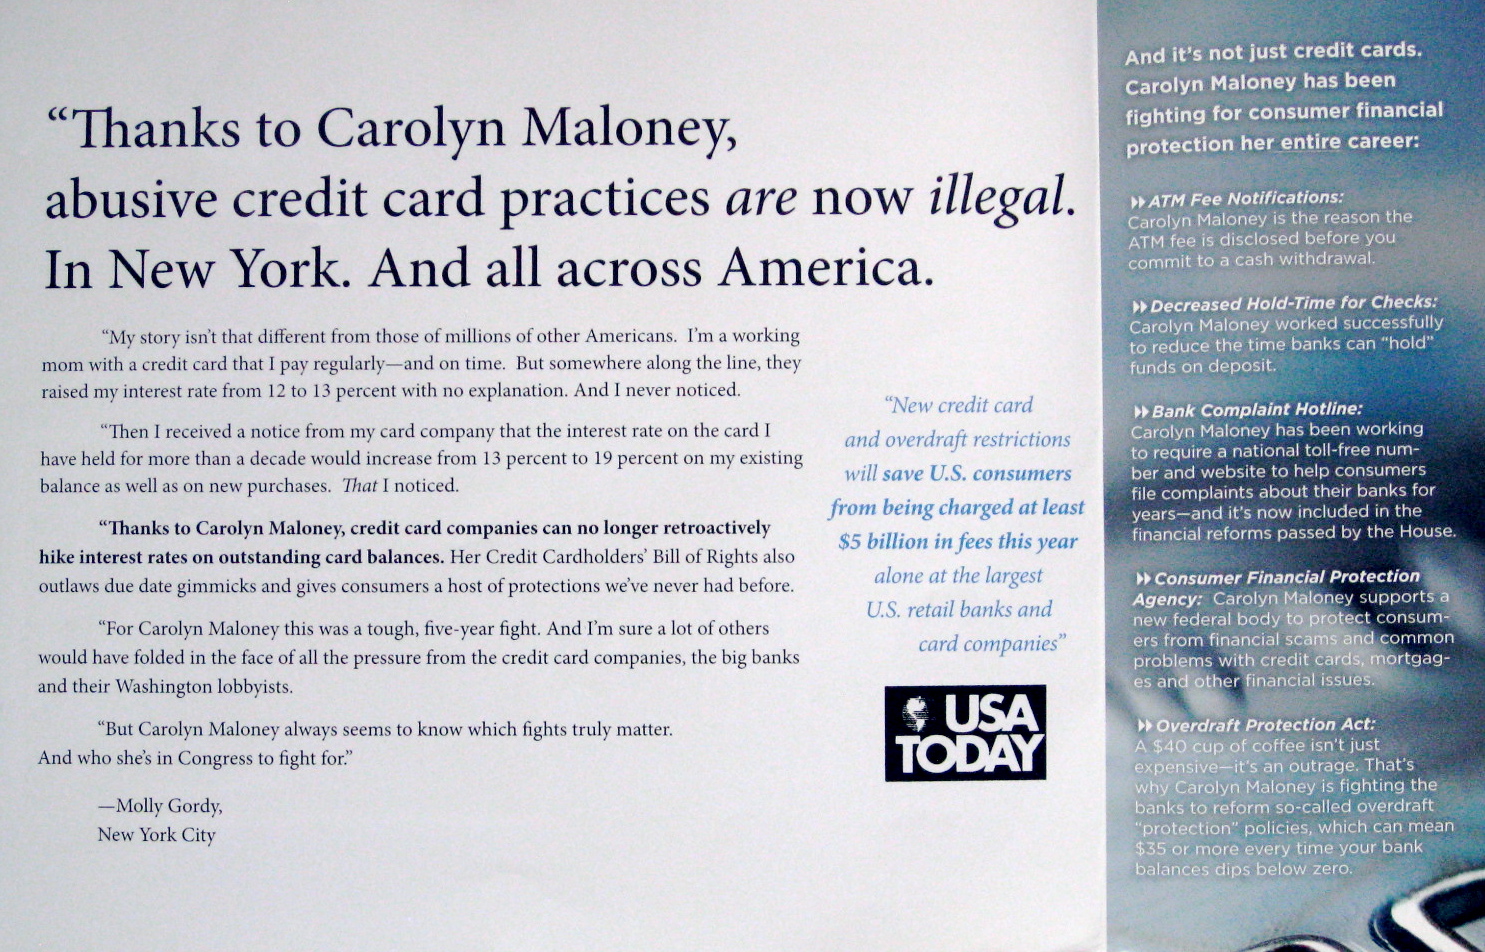 “Thanks to Carolyn Maloney,
abusive credit card practices are now illegal.
In New York. And all across America.
“My story isn’t that different from those of millions of other Americans. I’m a working
mom with a credit card that I pay regularly—and on time. But somewhere along the line, they
raised my interest rate from 12 to 13 percent with no explanation. And I never noticed.
“Then I received a notice from my card company that the interest rate on the card I
have held for more than a decade would increase from 13 percent to 19 percent on my existing
balance as well as on new purchases. That I noticed.
“Thanks to Carolyn Maloney, credit card companies can no longer retroactively
hike interest rates on outstanding card balances. Her Credit Cardholders’ Bill of Rights also
outlaws due date gimmicks and gives consumers a host of protections we’ve never had before.
“For Carolyn Maloney this was a tough, five-year fight. And I’m sure a lot of others
would have folded in the face of all the pressure from the credit card companies, the big banks
and their Washington lobbyists.
“But Carolyn Maloney always seems to know which fights truly matter.
And who she’s in Congress to fight for.”
—Molly Gordy,
New York City
“New credit card
and overdraft restrictions
will save U.S. consumers
from being charged at least
$5 billion in fees this year
alone at the largest
U.S. retail banks and
card companies”
USA
TODAY
And it’s not just credit cards.
Carolyn Maloney has been
fighting for consumer financial
protection her entire career:
ATM Fee Notifications:
Carolyn Maloney is the reason the
ATM fee is disclosed before you
commit to a cash withdrawal.
Decreased Hold-Time for Checks:
Carolyn Maloney worked successfully
to reduce the time banks can “hold”
funds on deposit.
Bank Complaint Hotline:
Carolyn Maloney has been working
to require a national toll-free num-
ber and website to help consumers
file complaints about their banks for
years—and it’s now included in the
financial reforms passed by the House.
Consumer Financial Protection
Agency: Carolyn Maloney supports a
new federal body to protect consum-
ers from financial scams and common
problems with credit cards, mortgag-
es and other financial issues.
Overdraft Protection Act:
A $40 cup of coffee isn’t just
expensive—it’s an outrage. That’s
why Carolyn Maloney is fighting the
banks to reform so-called overdraft
“protection” policies, which can mean
$35 or more every time your bank
balances dips below zero.